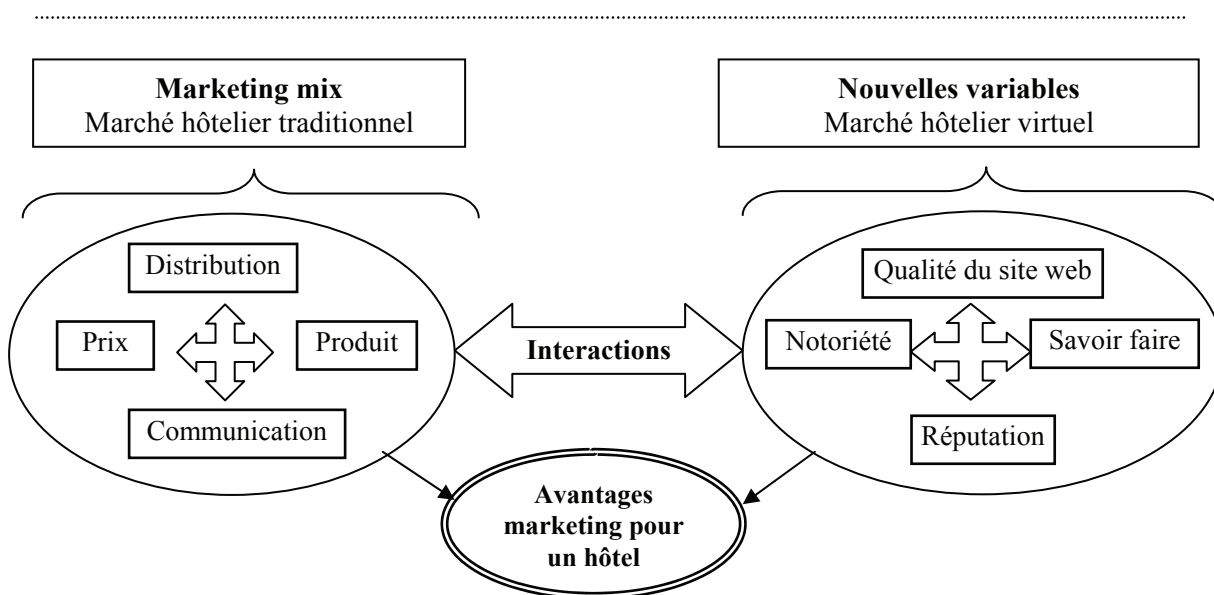 Marketing mix
Marché hôtelier traditionnel
Nouvelles variables
Marché hôtelier virtuel
Distribution
Prix
Produit
Communication
Interactions
Qualité du site web
Notoriété
Savoir faire
Réputation
Avantages
marketing pour
un hôtel